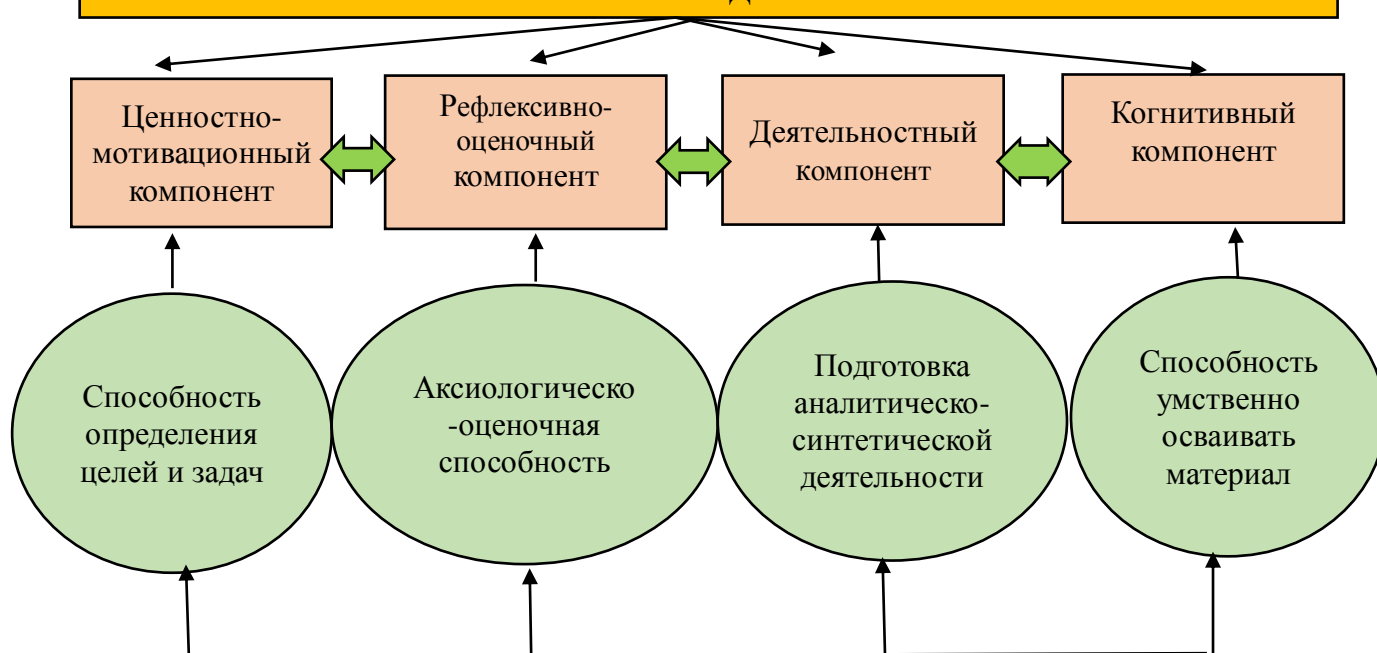 Ценностно-
мотивационный
компонент
Рефлексивно-
оценочный
компонент
Деятельностный
компонент
Когнитивный
компонент
Способность
определения
целей и задач
Аксиологическо
-оценочная
способность
Подготовка
аналитическо-
синтетической
деятельности
Способность
умственно
осваивать
материал